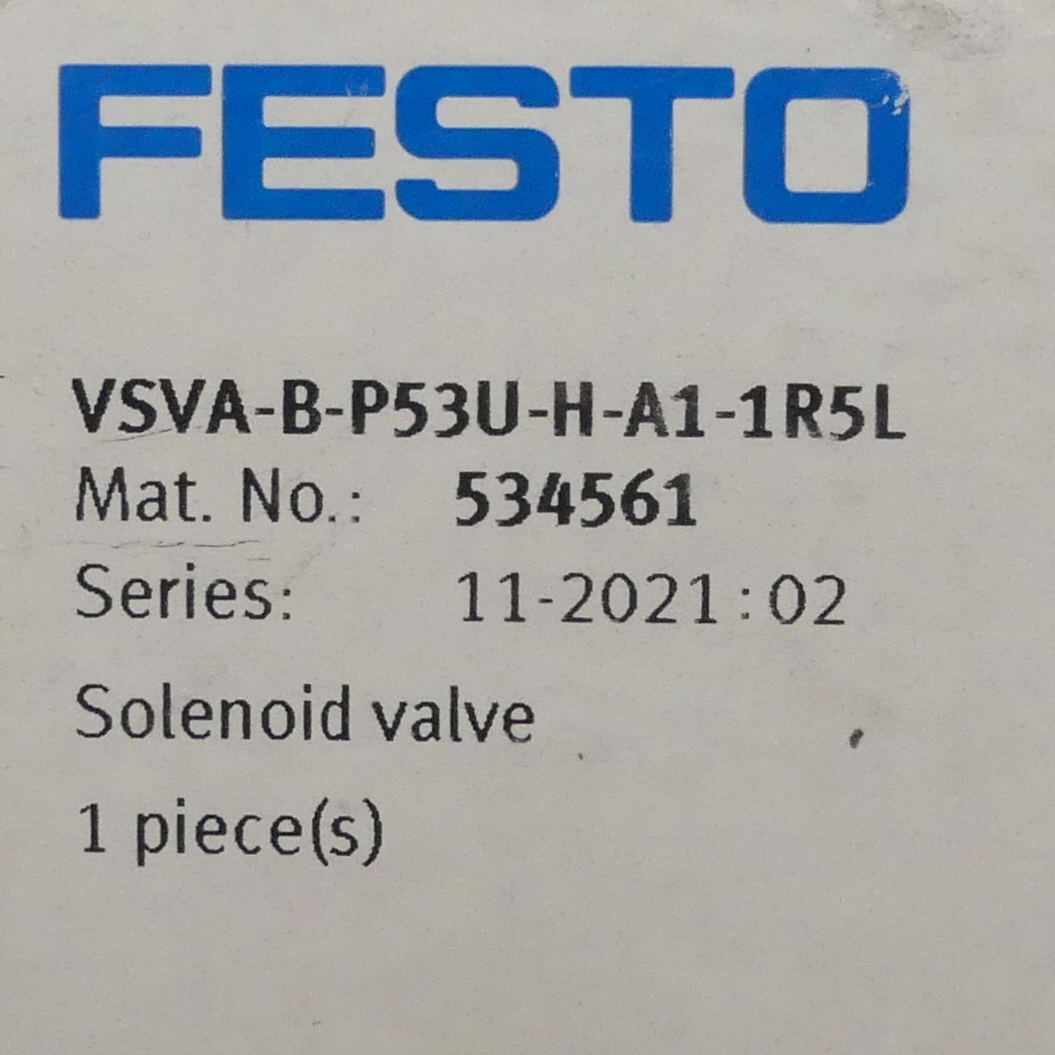 FESTO
VSVA-B-P53U-H-A1-1R5L
Mat. No.: 534561
Series: 11-2021:02
Solenoid valve
1 piece(s)